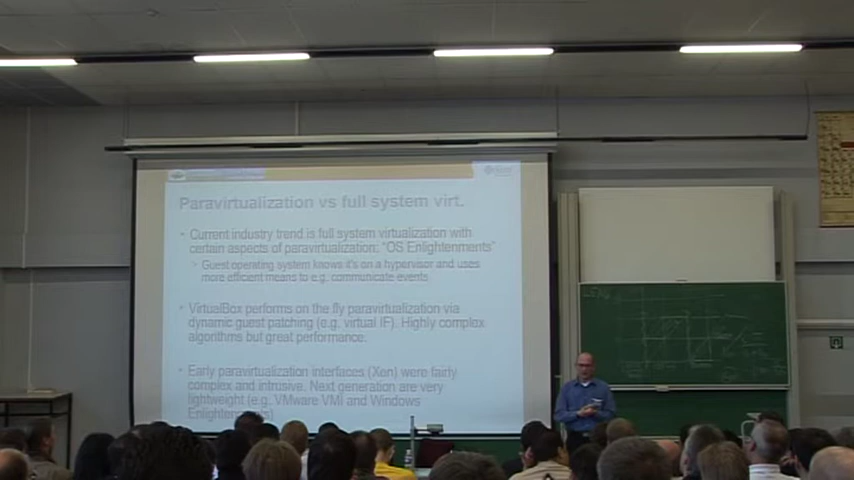 Paravirtualization vs full system virt.
• Current industry trend is full system virtualization with
certain aspects of paravirtualization: "OS Enlightenments"
• Guest operating system knows it's on a hypervisor and uses
more efficient means to e.g. communicate events.
• VirtualBox performs on the fly paravirtualization via
dynamic guest patching (e.g. virtual IF). Highly complex
algorithms but great performance.
• Early paravirtualization interfaces (Xen) were fairly
complex and intrusive. Next generation are very
lightweight (e.g. VMware VMI and Windows
Enlightenments)